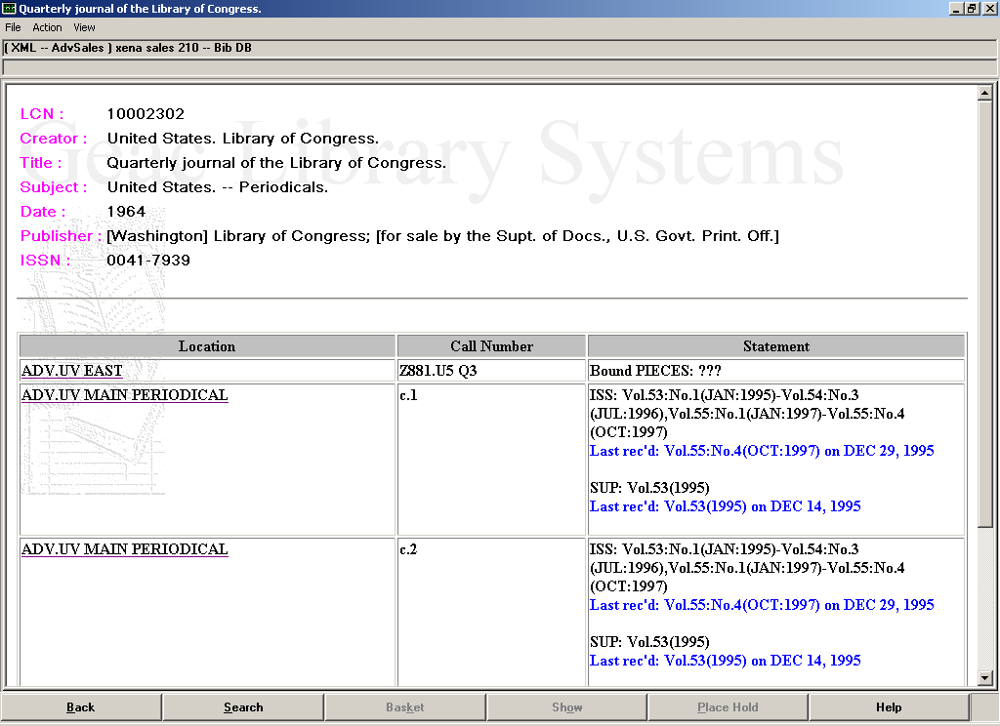 Quarterly journal of the Library of Congress.
File Action View
( XML -- AdvSales ) xena sales 210 -- Bib DB
Geac Library Systems
LCN : 10002302
Creator : United States. Library of Congress.
Title : Quarterly journal of the Library of Congress.
Subject : United States. -- Periodicals.
Date : 1964
Publisher : [Washington] Library of Congress; [for sale by the Supt. of Docs., U.S. Govt. Print. Off.]
ISSN : 0041-7939
Location Call Number Statement
ADV.UV EAST Z881.U5 Q3 Bound PIECES: ???
ADV.UV MAIN PERIODICAL c.1 ISS: Vol.53:No.1(JAN:1995)-Vol.54:No.3
(JUL:1996),Vol.55:No.1(JAN:1997)-Vol.55:No.4
(OCT:1997)
Last rec'd: Vol.55:No.4(OCT:1997) on DEC 29, 1995
SUP: Vol.53(1995)
Last rec'd: Vol.53(1995) on DEC 14, 1995
ADV.UV MAIN PERIODICAL c.2 ISS: Vol.53:No.1(JAN:1995)-Vol.54:No.3
(JUL:1996),Vol.55:No.1(JAN:1997)-Vol.55:No.4
(OCT:1997)
Last rec'd: Vol.55:No.4(OCT:1997) on DEC 29, 1995
SUP: Vol.53(1995)
Last rec'd: Vol.53(1995) on DEC 14, 1995
Back Search Basket Show Place Hold Help